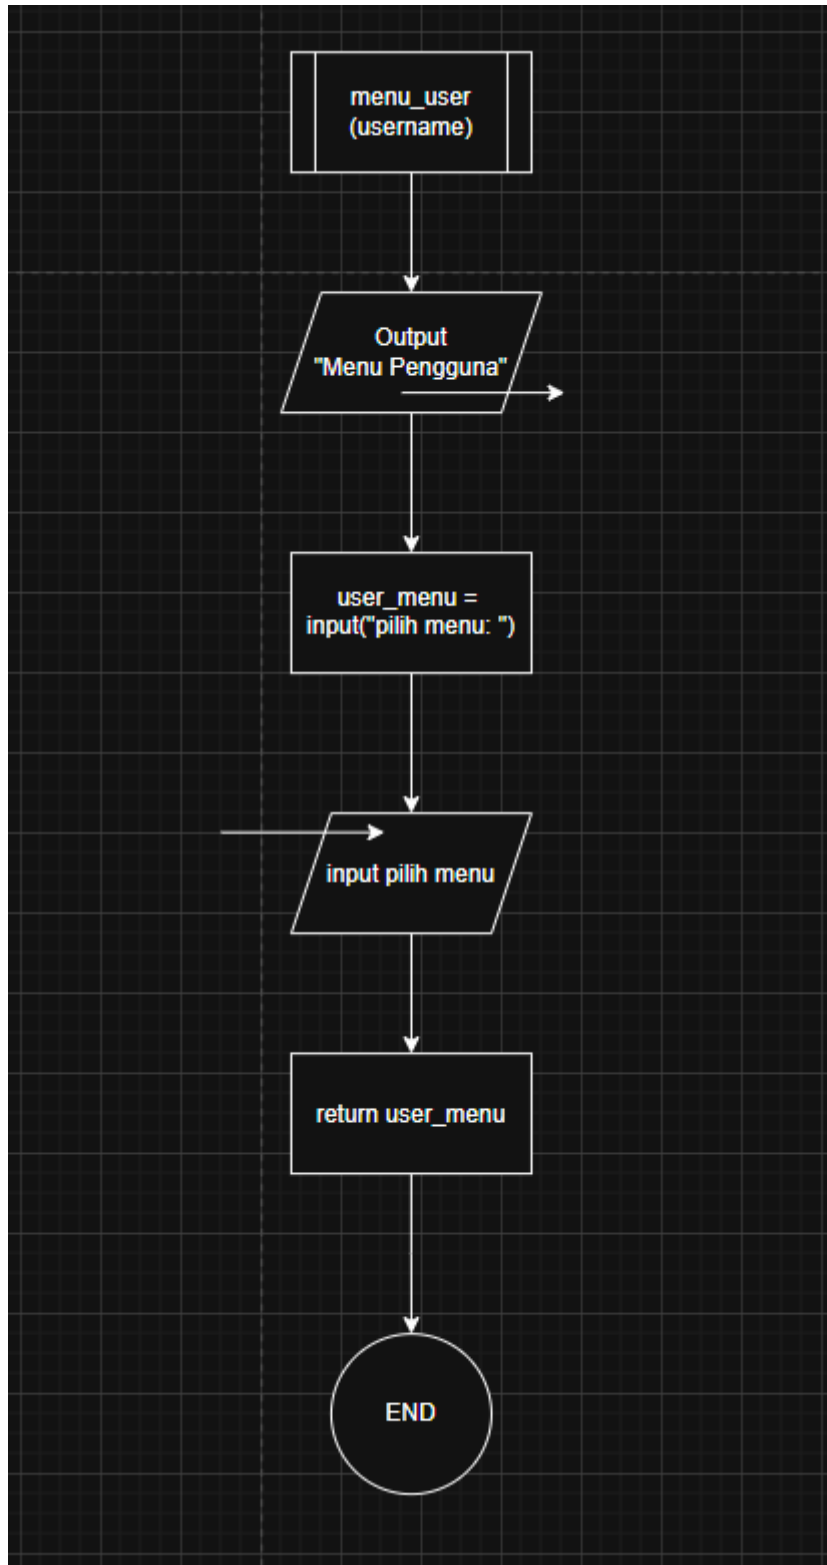 menu_user
(username)
Output
"Menu Pengguna"
user_menu =
input("pilih menu: ")
input pilih menu
return user_menu
END